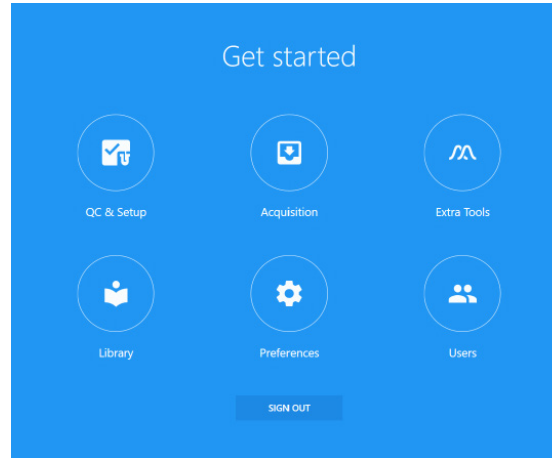 Get started
QC & Setup
Acquisition
Extra Tools
Library
Preferences
Users
SIGN OUT